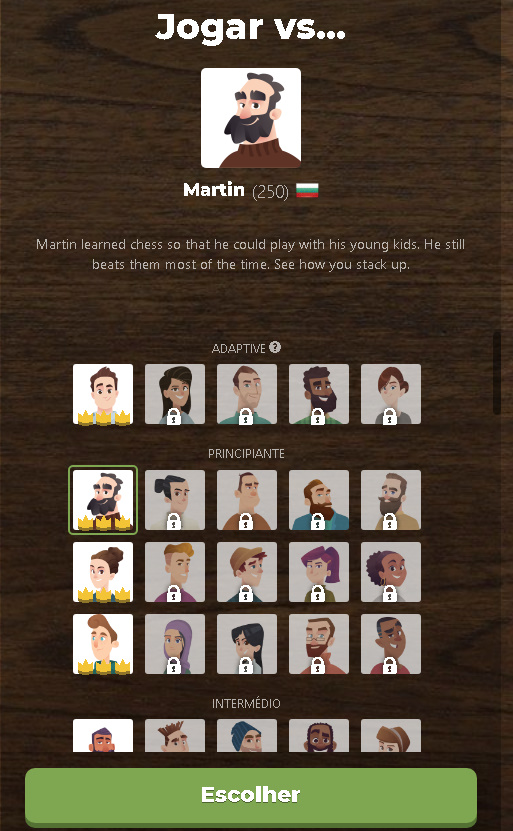 Jogar vs...
Martin (250)
Martin learned chess so that he could play with his young kids. He still
beats them most of the time. See how you stack up.
ADAPTIVE ?
PRINCIPIANTE
INTERMÉDIO
Escolher